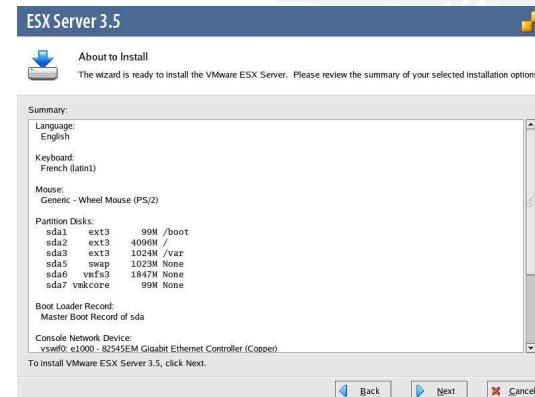 ESX Server 3.5
About to Install
The wizard is ready to install the VMware ESX Server. Please review the summary of your selected installation options
Summary:
Language:
English
Keyboard:
French (latin1)
Mouse:
Generic - Wheel Mouse (PS/2)
Partition Disks:
sda1 ext3 99M /boot
sda2 ext3 4096M /
sda3 ext3 1024M /var
sda5 swap 1023M None
sda6 vmfs3 1847M None
sda7 vmkcore 99M None
Boot Loader Record:
Master Boot Record of sda
Console Network Device:
vswif0: e1000 - 82545EM Gigabit Ethernet Controller (Copper)
To install VMware ESX Server 3.5, click Next.
Back Next Cancel